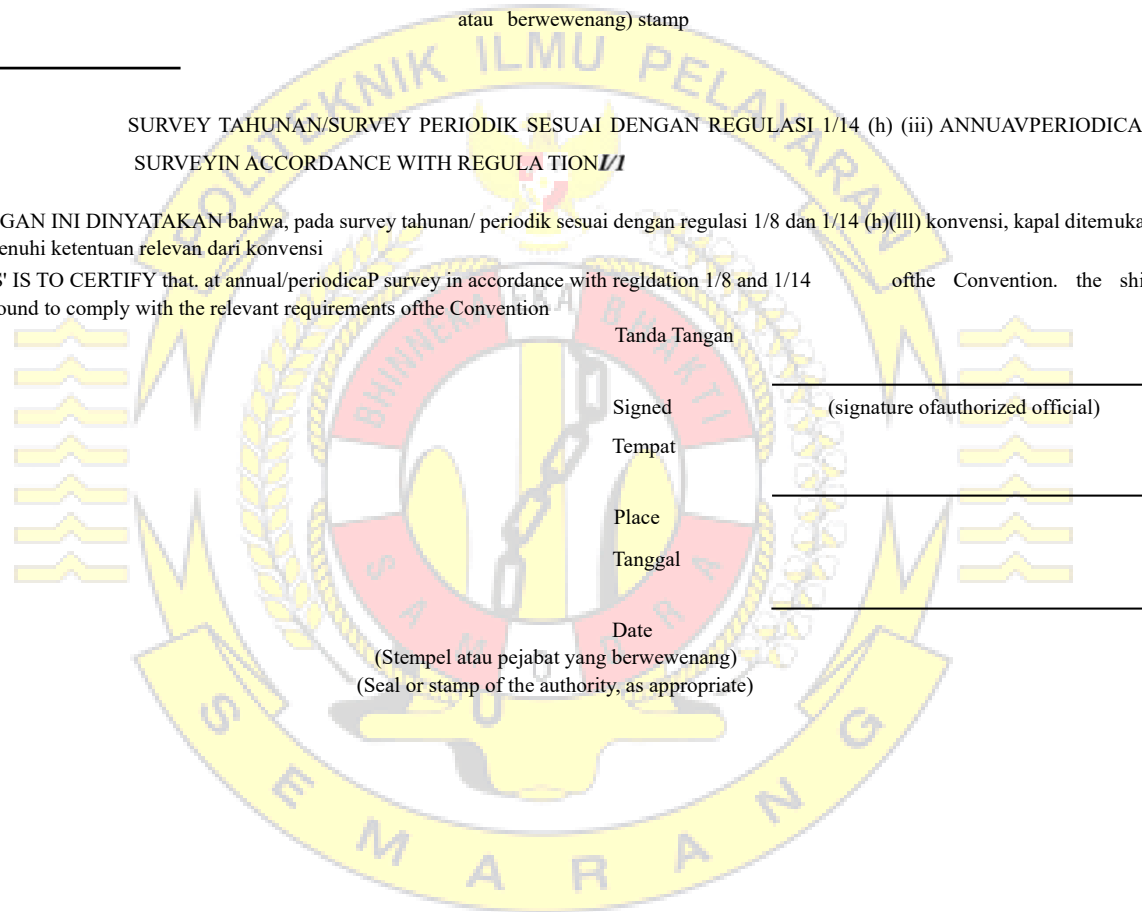 atau berwewenang) stamp
POLITEKNIK ILMU PELAYARAN
SURVEY TAHUNAN/SURVEY PERIODIK SESUAI DENGAN REGULASI 1/14 (h) (iii) ANNUAVPERIODICA
SURVEYIN ACCORDANCE WITH REGULA TIONI/1
GAN INI DINYATAKAN bahwa, pada survey tahunan/ periodik sesuai dengan regulasi 1/8 dan 1/14 (h)(lll) konvensi, kapal ditemuka
enuhi ketentuan relevan dari konvensi
S' IS TO CERTIFY that. at annual/periodicaP survey in accordance with regldation 1/8 and 1/14 ofthe Convention. the shi
ound to comply with the relevant requirements ofthe Convention
BHINNEKA EKA BHAKTI
Tanda Tangan
Signed (signature ofauthorized official)
Tempat
Place
Tanggal
Date
SAMUDRA
(Stempel atau pejabat yang berwewenang)
(Seal or stamp of the authority, as appropriate)
SEMARANG